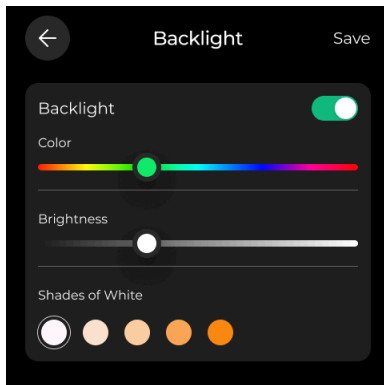 Backlight
Save
Backlight
Color
Brightness
Shades of White